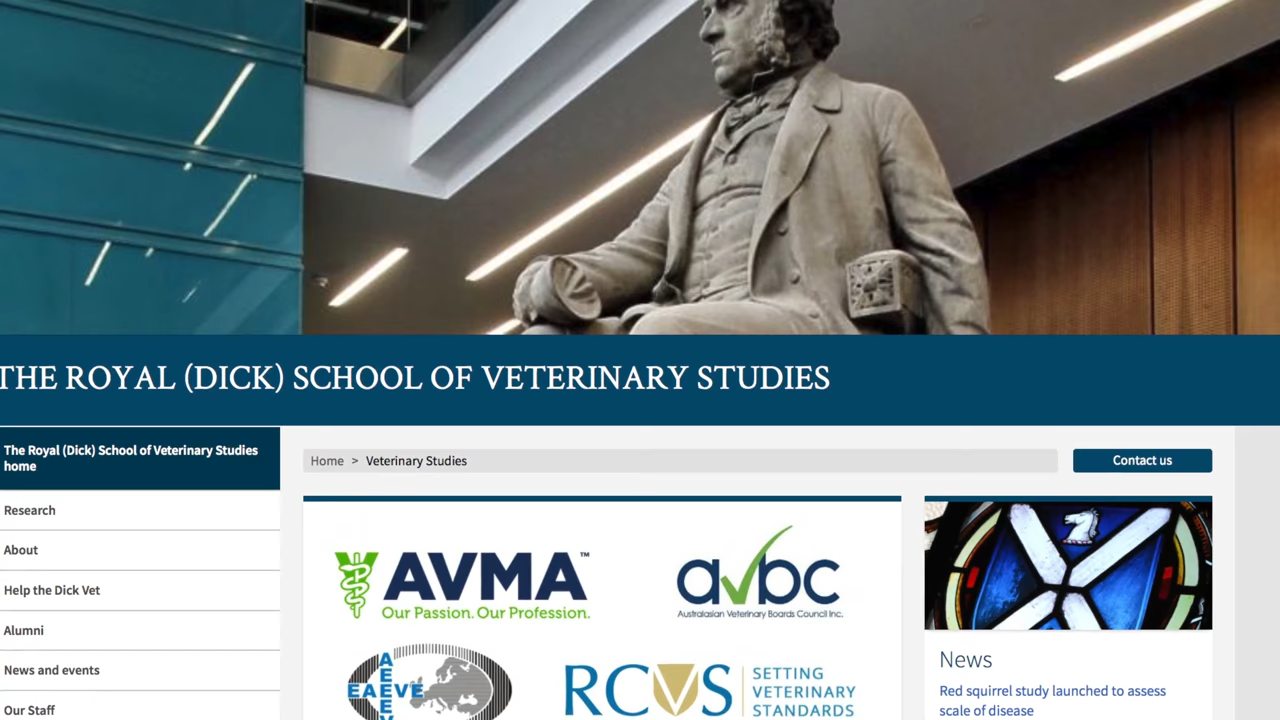 THE ROYAL (DICK) SCHOOL OF VETERINARY STUDIES
The Royal (Dick) School of Veterinary Studies
home
Research
About
Help the Dick Vet
Alumni
News and events
Our Staff
Home > Veterinary Studies
Contact us
AVMA™
Our Passion. Our Profession.
avbc
Australasian Veterinary Boards Council Inc.
EAEVE
AEEEV
RCVS
SETTING
VETERINARY
STANDARDS
News
Red squirrel study launched to assess
scale of disease